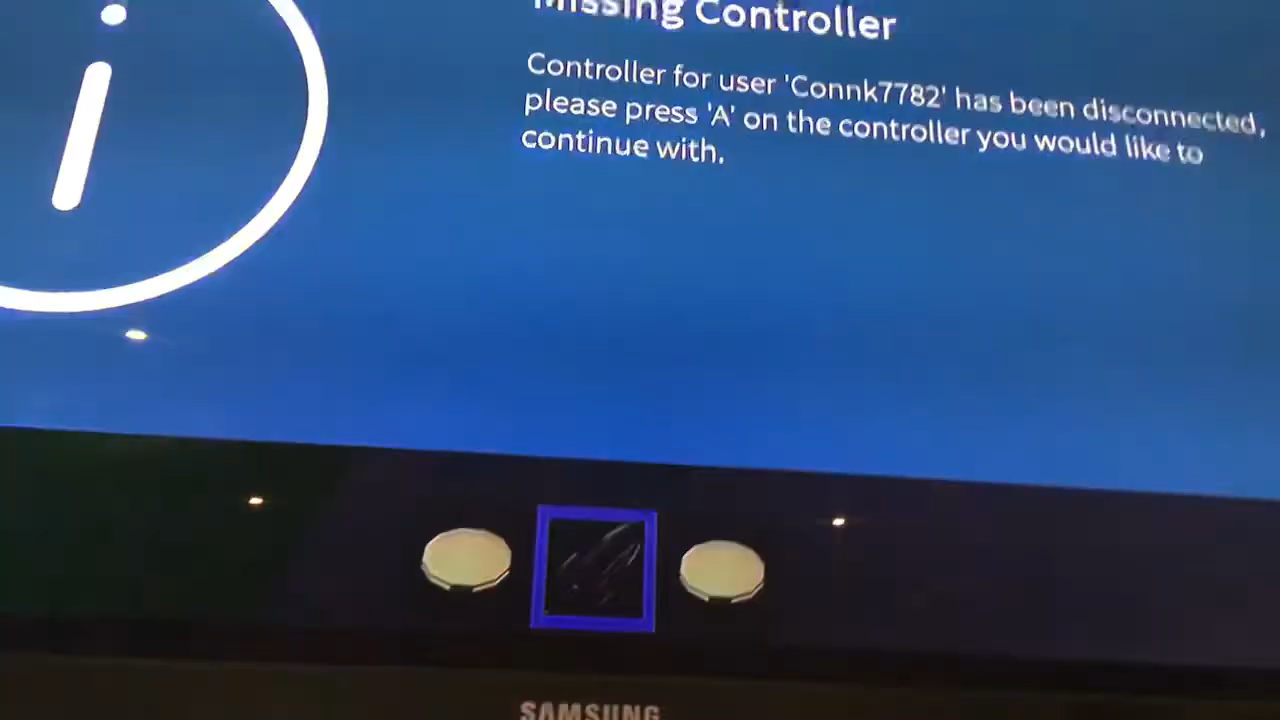 Missing Controller
Controller for user 'Connk7782' has been disconnected,
please press 'A' on the controller you would like to
continue with.
SAMSUNG